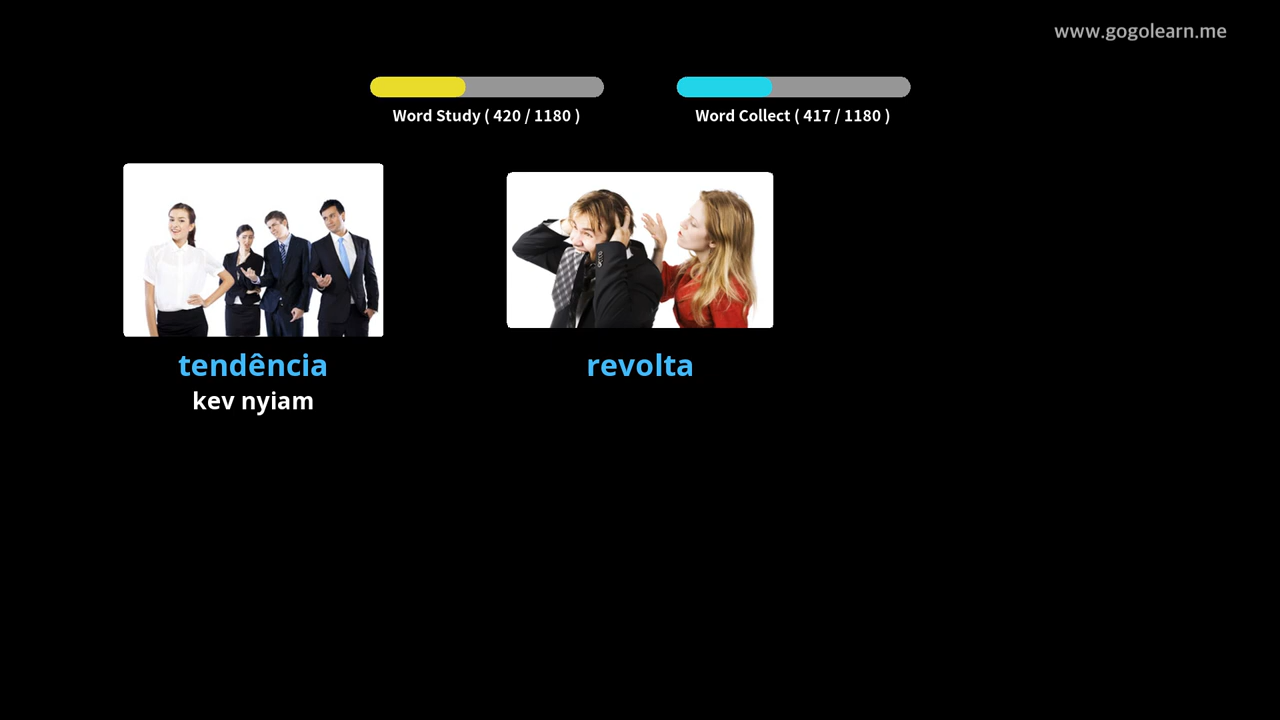 www.gogolearn.me
Word Study ( 420 / 1180 )
Word Collect ( 417 / 1180 )
tendência
kev nyiam
revolta